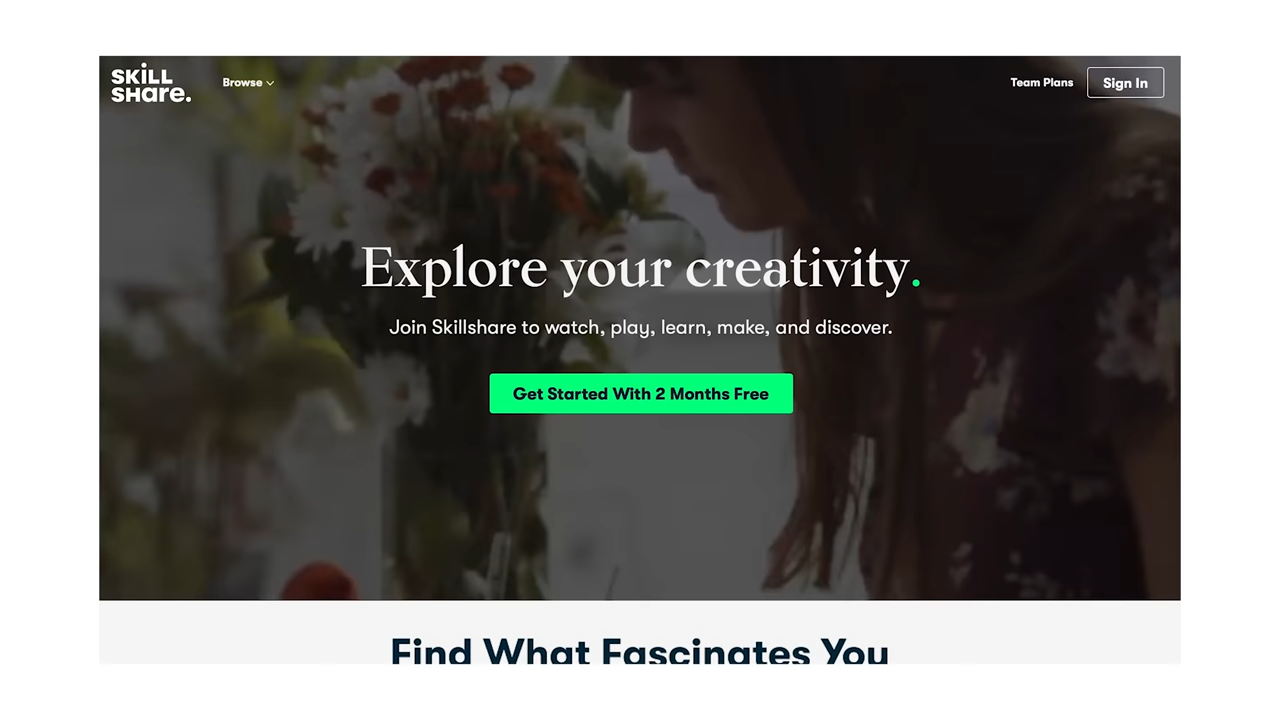 SKiLL
SHare.
Browse
Team Plans
Sign In
Explore your creativity.
Join Skillshare to watch, play, learn, make, and discover.
Get Started With 2 Months Free
Find What Fascinates You